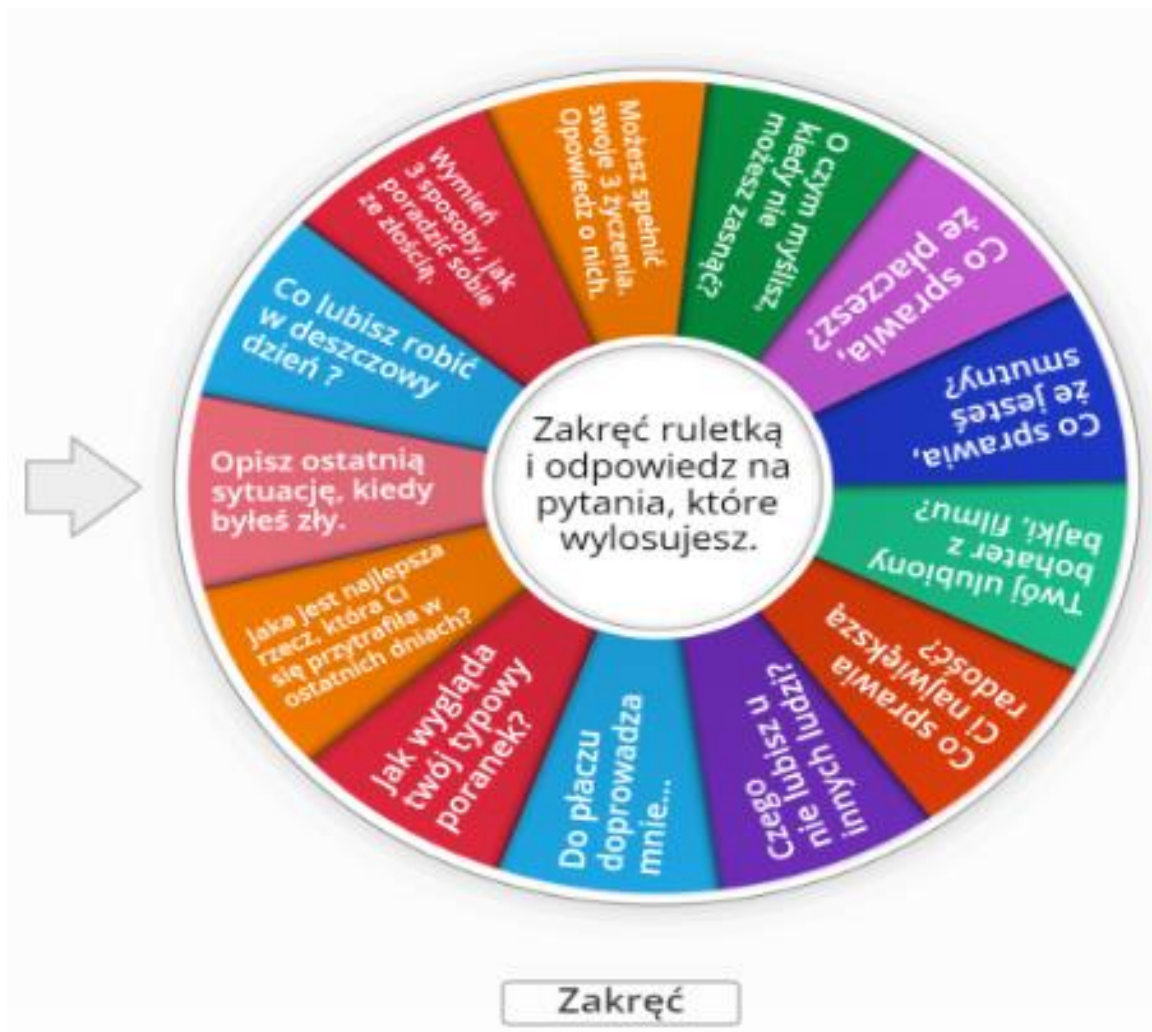 Możesz spełnić
swoje 3 życzenia.
Opowiedz o nich.
O czym myślisz,
kiedy nie
możesz zasnąć?
Co sprawia,
że płaczesz?
Co sprawia,
że jesteś
smutny?
Twój ulubiony
bohater z
bajki, filmu?
Co sprawia
Ci największą
radość?
Czego
nie lubisz u
innych ludzi?
Do płaczu
doprowadza
mnie...
Jak wygląda
twój typowy
poranek?
Jaka jest najlepsza
rzecz, która Ci
się przytrafiła w
ostatnich dniach?
Opisz ostatnią
sytuację, kiedy
byłeś zły.
Co lubisz robić
w deszczowy
dzień ?
Wymień
3 sposoby, jak
poradzić sobie
ze złością.
Zakręć ruletką
i odpowiedz na
pytania, które
wylosujesz.
Zakręć